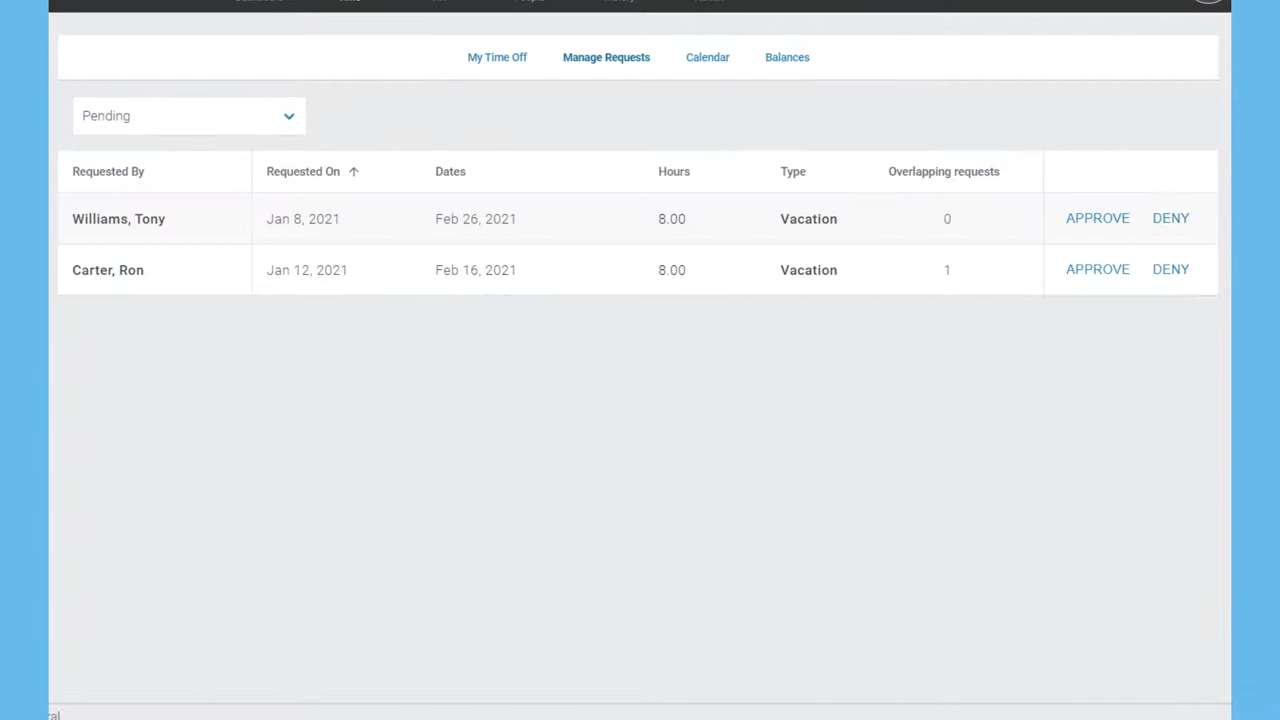 My Time Off Manage Requests Calendar Balances
Pending
Requested By Requested On Dates Hours Type Overlapping requests
Williams, Tony Jan 8, 2021 Feb 26, 2021 8.00 Vacation 0 APPROVE DENY
Carter, Ron Jan 12, 2021 Feb 16, 2021 8.00 Vacation 1 APPROVE DENY